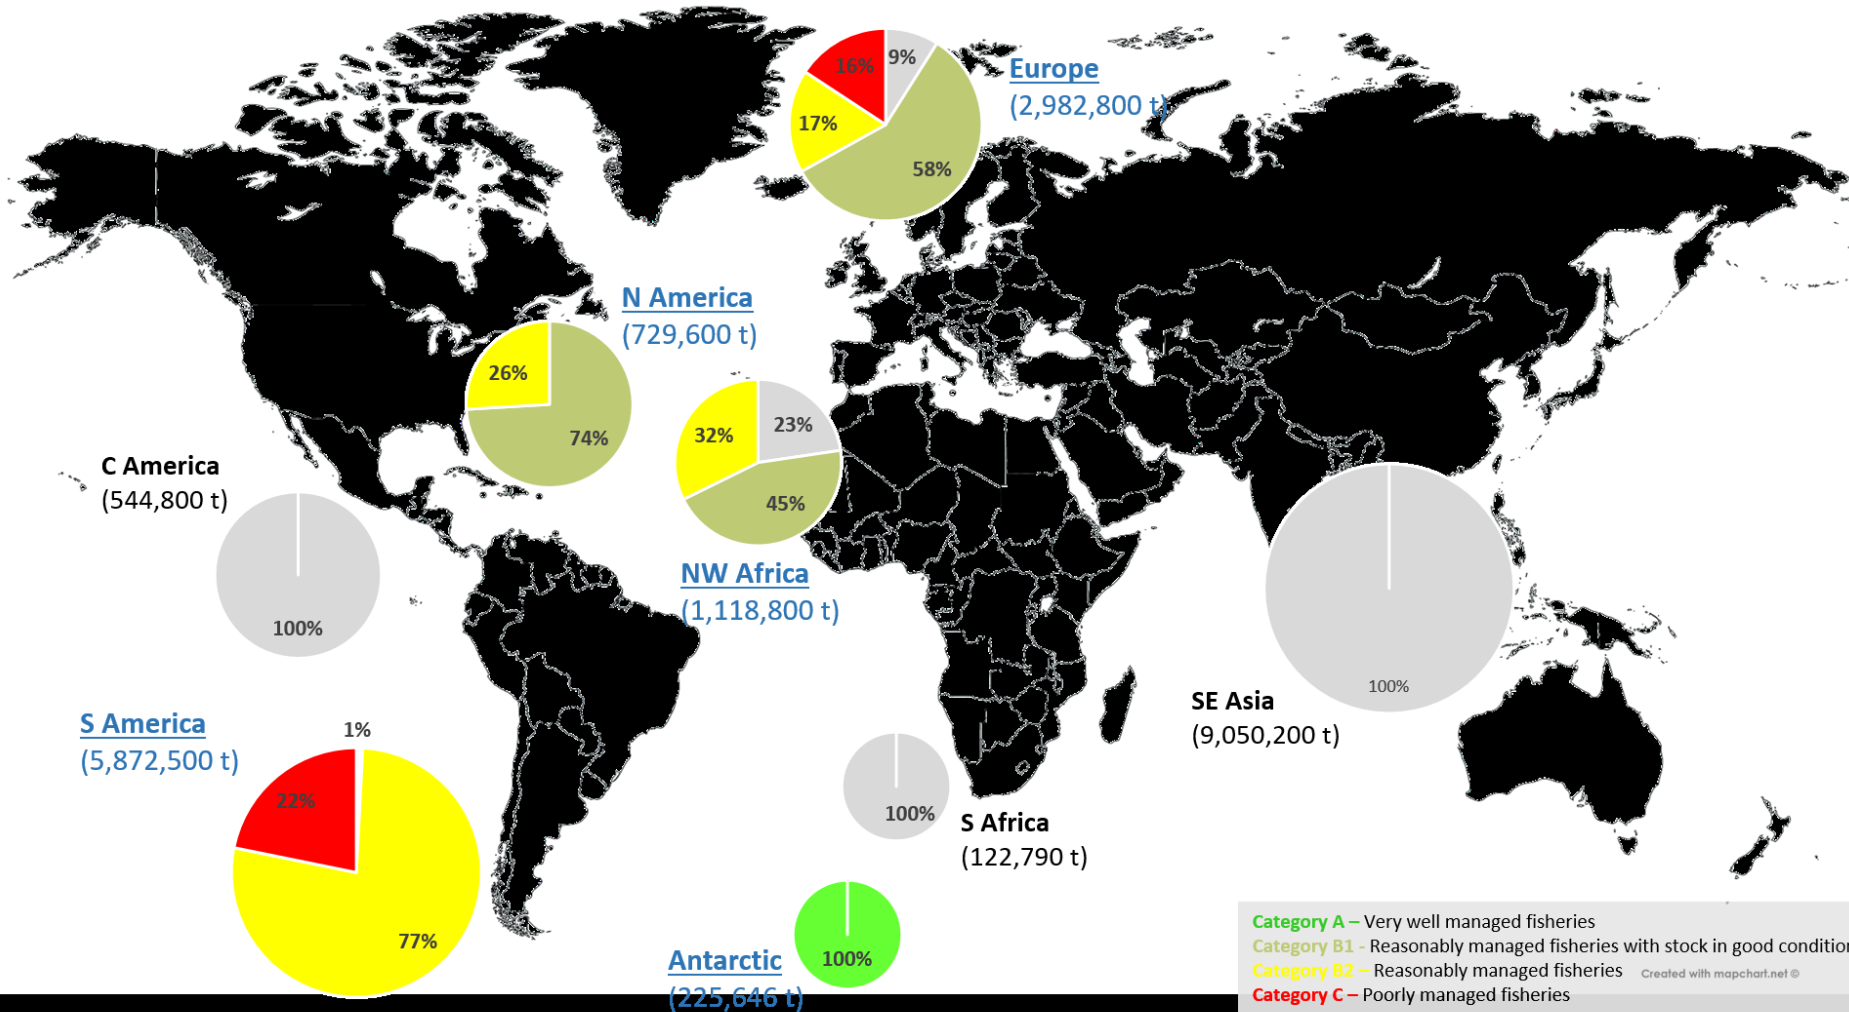 16%
9%
17%
58%
Europe
(2,982,800 t)
N America
(729,600 t)
26%
74%
32%
23%
45%
C America
(544,800 t)
100%
NW Africa
(1,118,800 t)
100%
SE Asia
(9,050,200 t)
S America
(5,872,500 t)
1%
22%
77%
100%
S Africa
(122,790 t)
100%
Antarctic
(225,646 t)
Category A – Very well managed fisheries
Category B1 - Reasonably managed fisheries with stock in good condition
Category B2 – Reasonably managed fisheries
Created with mapchart.net ©
Category C – Poorly managed fisheries